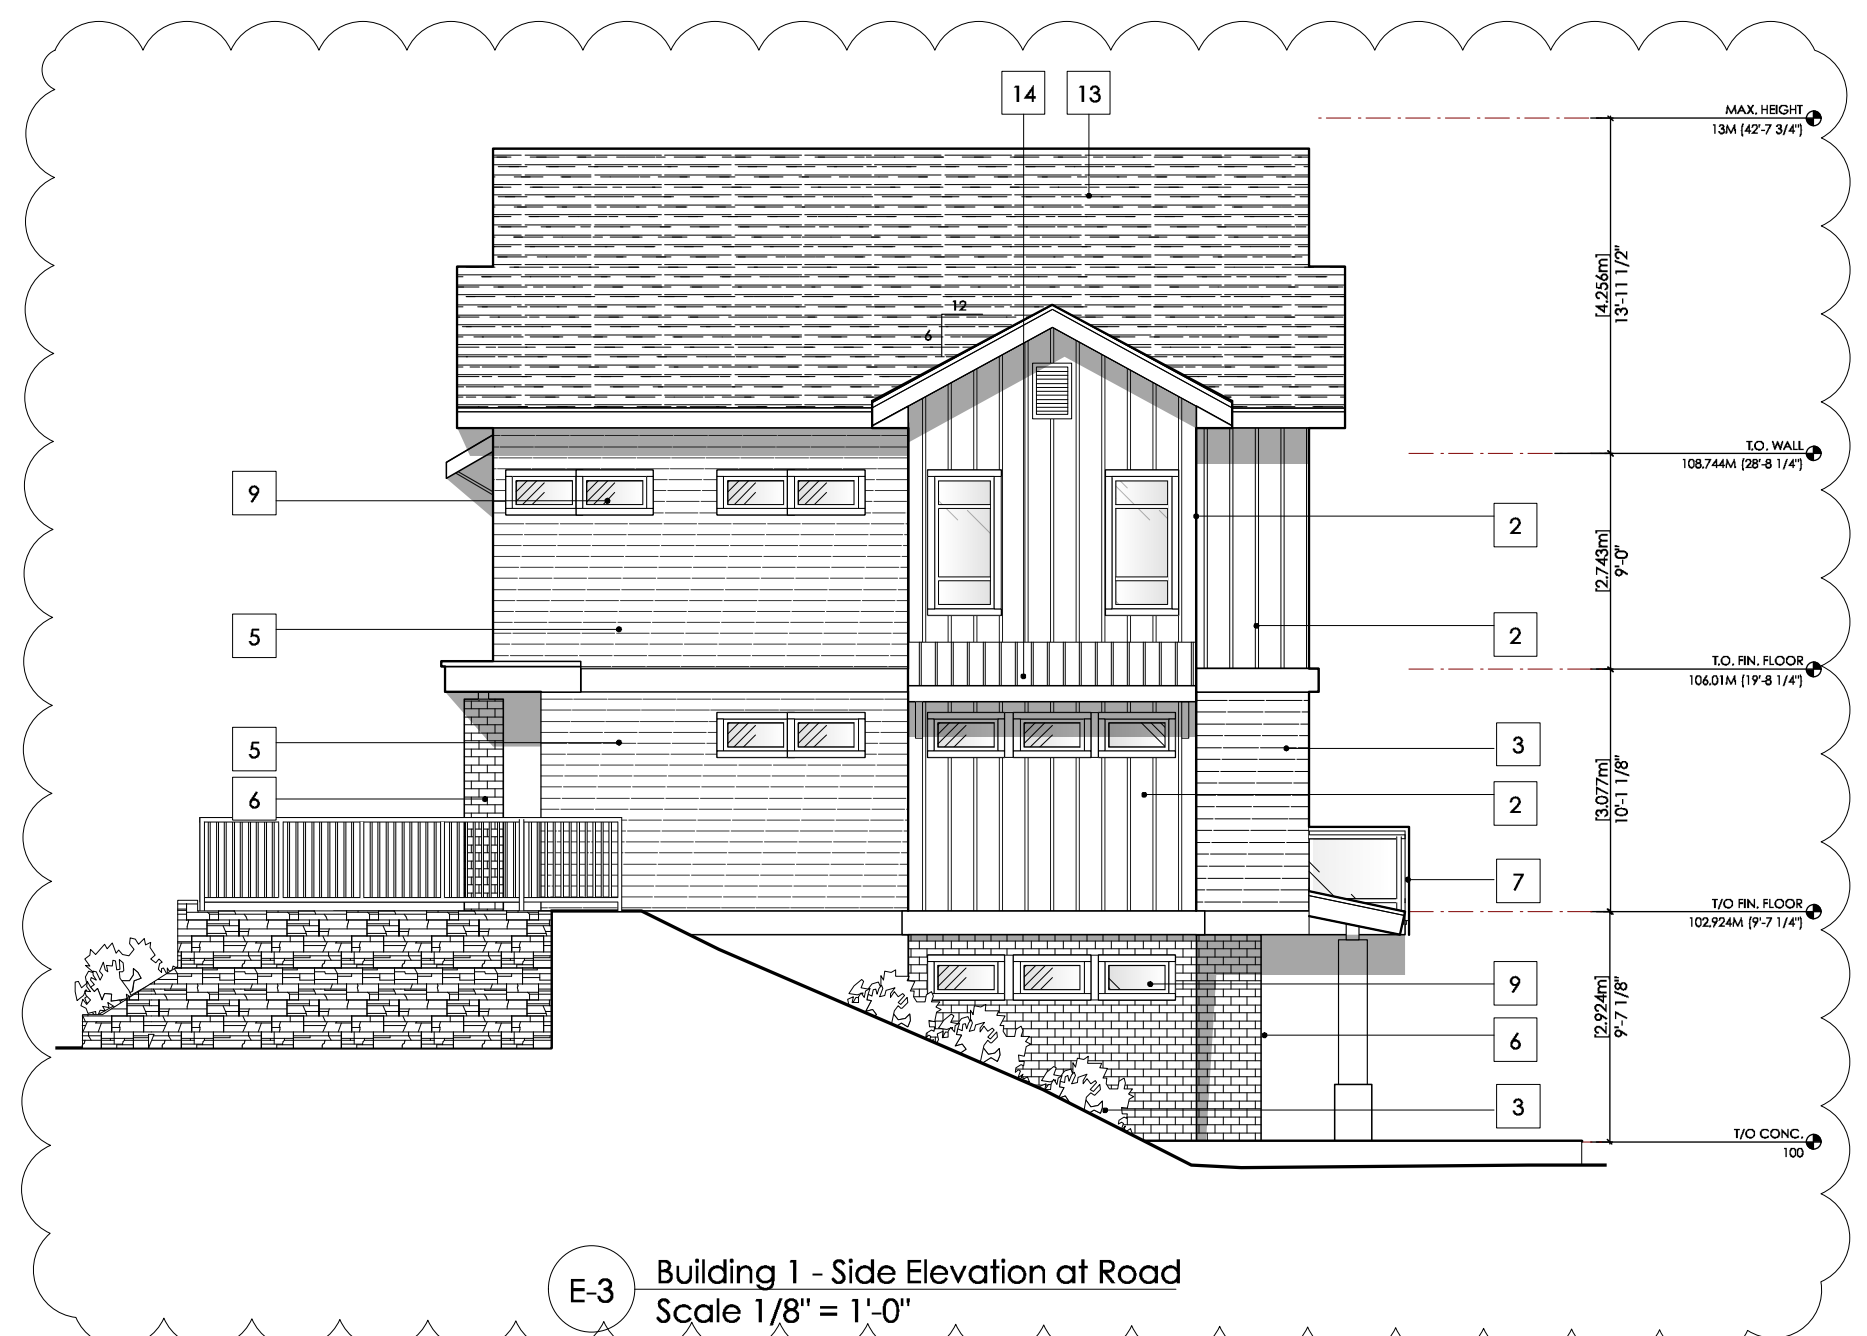 14 13
MAX. HEIGHT
13M (42'-7 3/4")
[4.256m]
13'-11 1/2"
12
6
T.O. WALL
108.744M (28'-8 1/4")
9
2
[2.743m]
9'-0"
5
2
T.O. FIN. FLOOR
106.01M (19'-8 1/4")
5
3
[3.077m]
10'-1 1/8"
6
2
7
T/O FIN. FLOOR
102.924M (9'-7 1/4")
9
[2.924m]
9'-7 1/8"
6
3
T/O CONC.
100
E-3
Building 1 - Side Elevation at Road
Scale 1/8" = 1'-0"